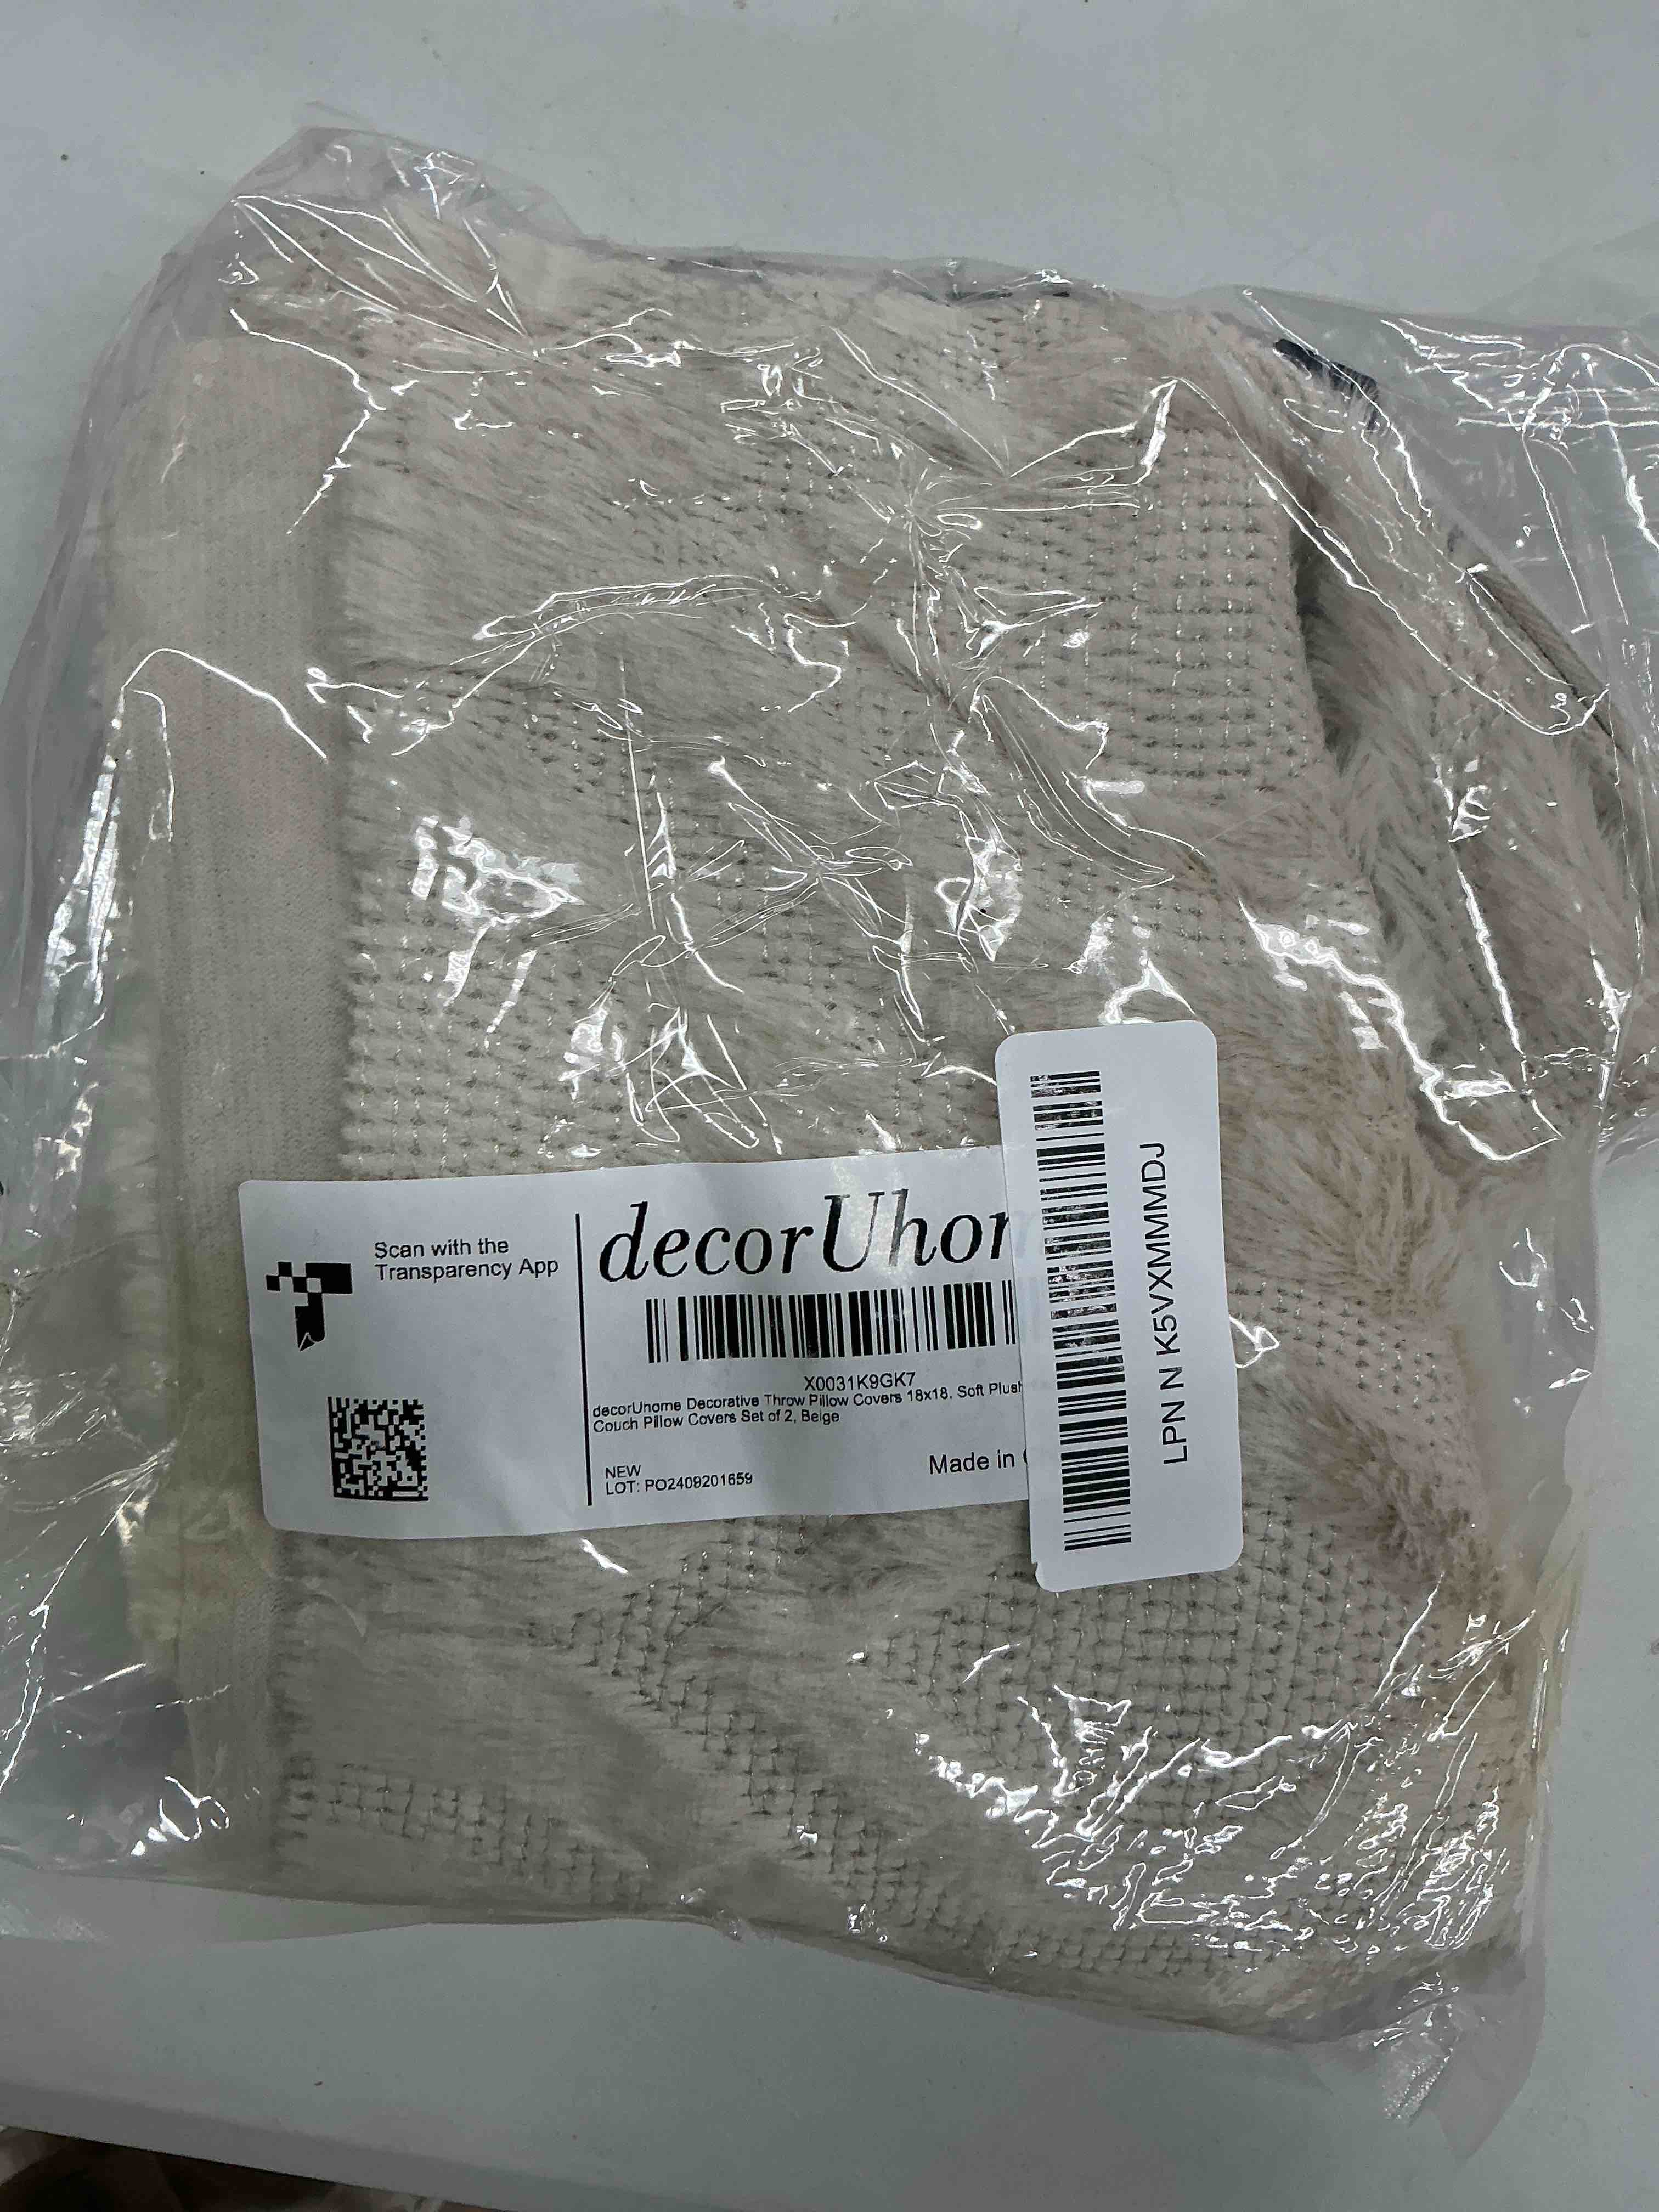 Scan with the
Transparency App
decorUhom
X0031K9GK7
decorUhome Decorative Throw Pillow Covers 18x18, Soft Plush
Couch Pillow Covers Set of 2, Beige
NEW
LOT: PO2409201659
Made in
LPN N K5VXMMMDJ